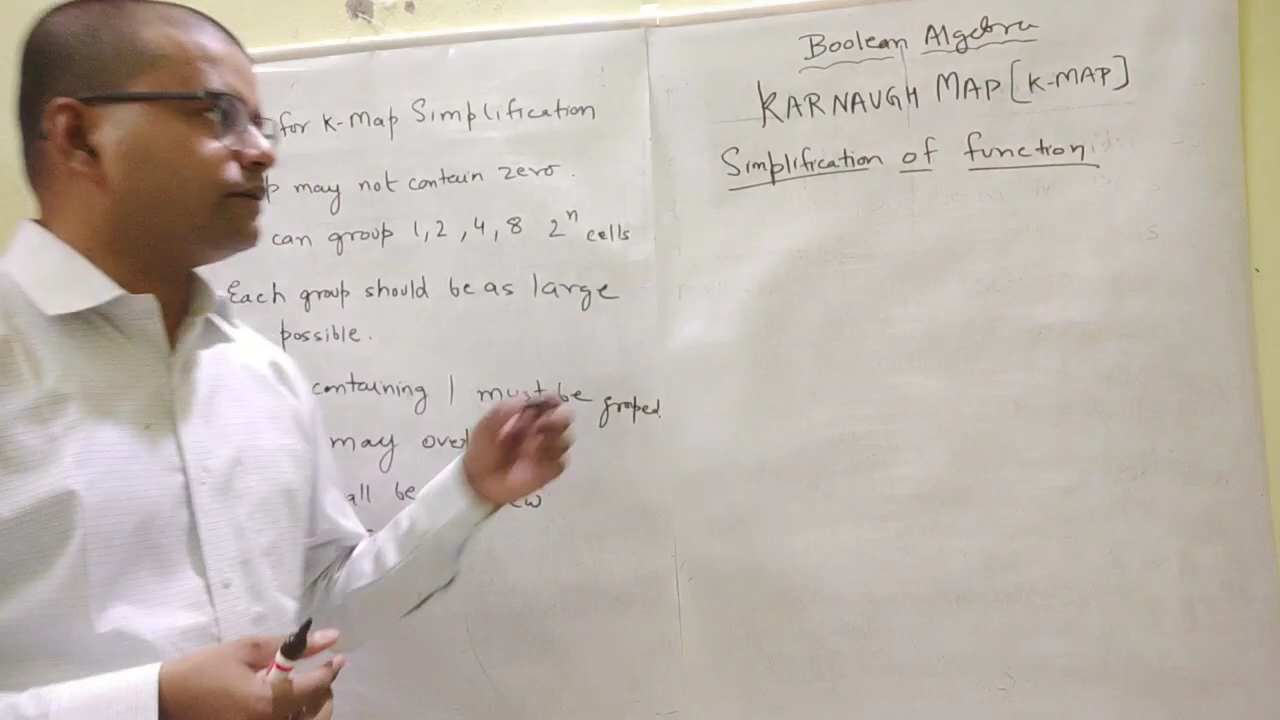 for K-Map Simplification
may not contain zero.
can group 1, 2, 4, 8 2ⁿ cells
Each group should be as large
possible.
containing 1 must be groped.
may
be
Boolean Algebra
KARNAUGH MAP [K-MAP]
Simplification of function